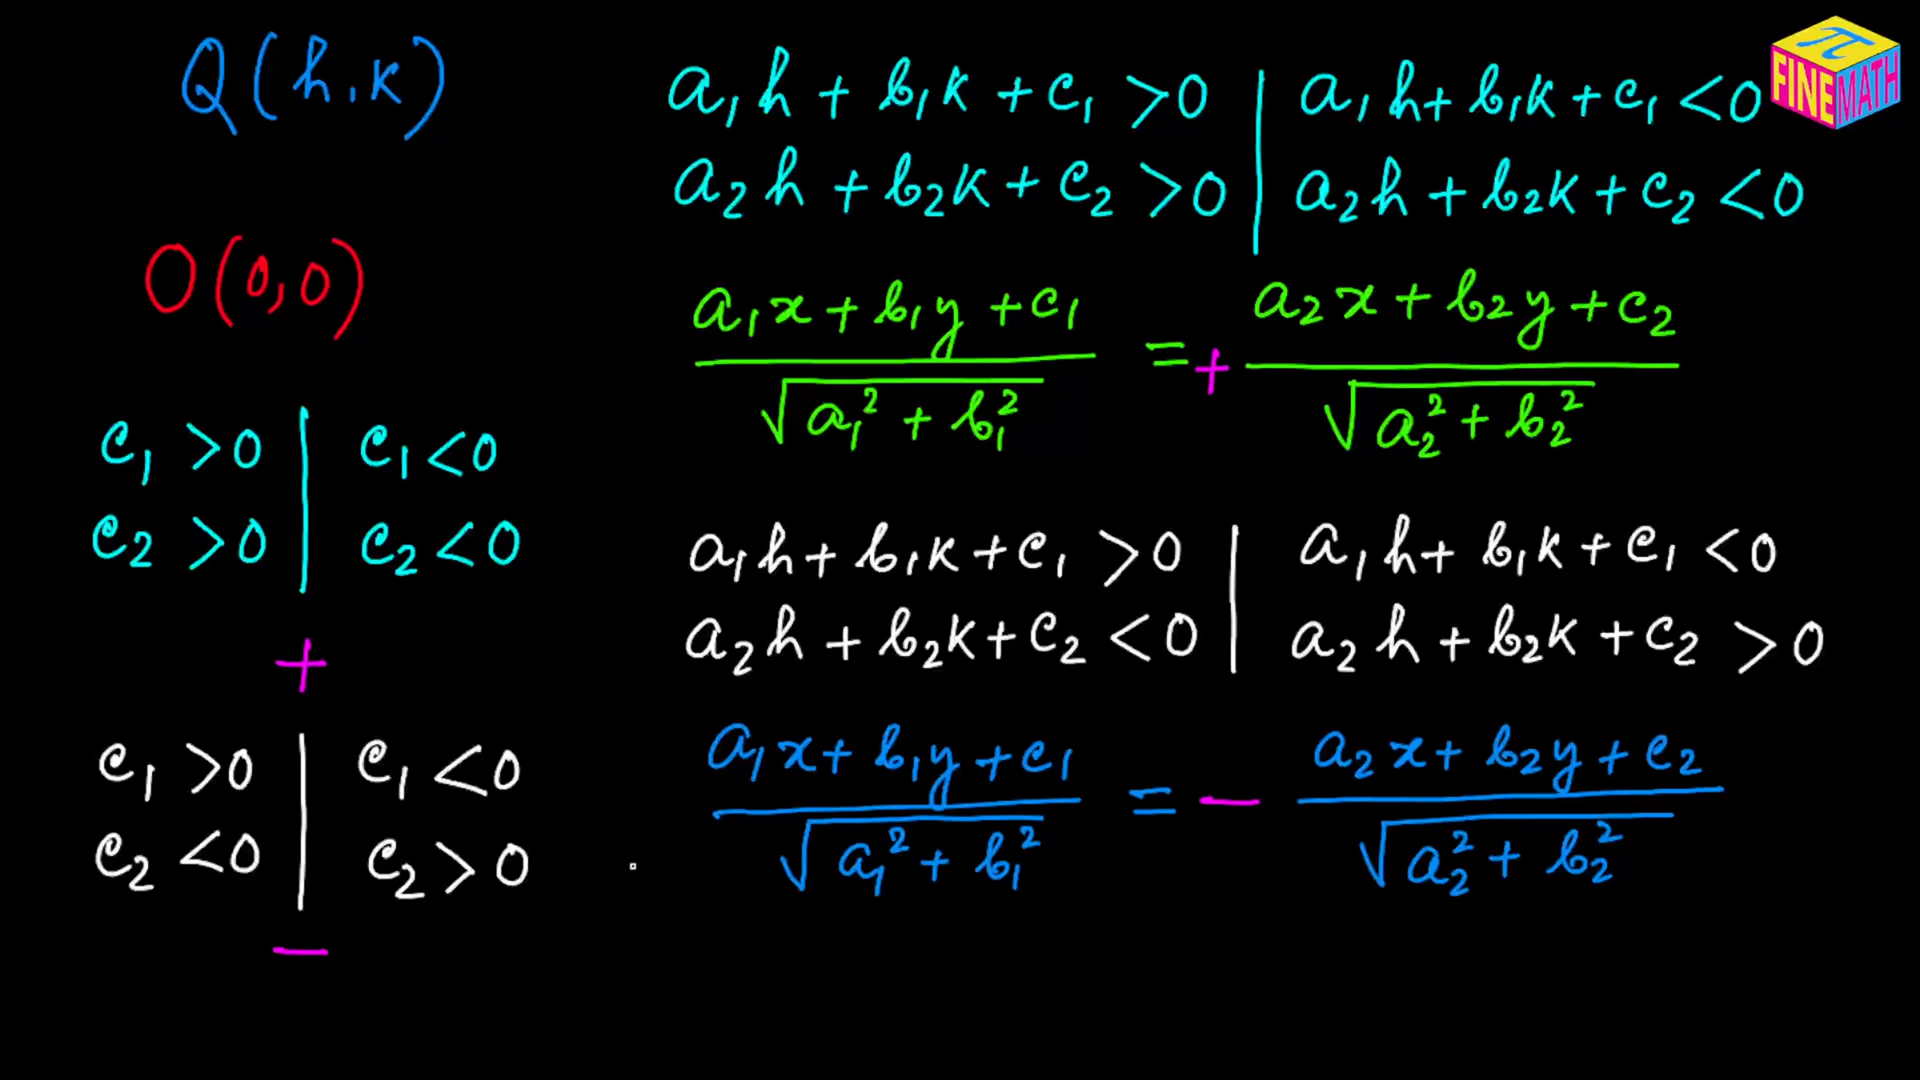 Q(h,k)
a₁h + b₁k + c₁ > 0 | a₁h + b₁k + c₁ < 0
a₂h + b₂k + c₂ > 0 | a₂h + b₂k + c₂ < 0
π
FINE MATH
O(0,0)
(a₁x + b₁y + c₁)/√(a₁² + b₁²) = + (a₂x + b₂y + c₂)/√(a₂² + b₂²)
c₁ > 0 | c₁ < 0
c₂ > 0 | c₂ < 0
+
a₁h + b₁k + c₁ > 0 | a₁h + b₁k + c₁ < 0
a₂h + b₂k + c₂ < 0 | a₂h + b₂k + c₂ > 0
c₁ > 0 | c₁ < 0
c₂ < 0 | c₂ > 0
−
(a₁x + b₁y + c₁)/√(a₁² + b₁²) = − (a₂x + b₂y + c₂)/√(a₂² + b₂²)